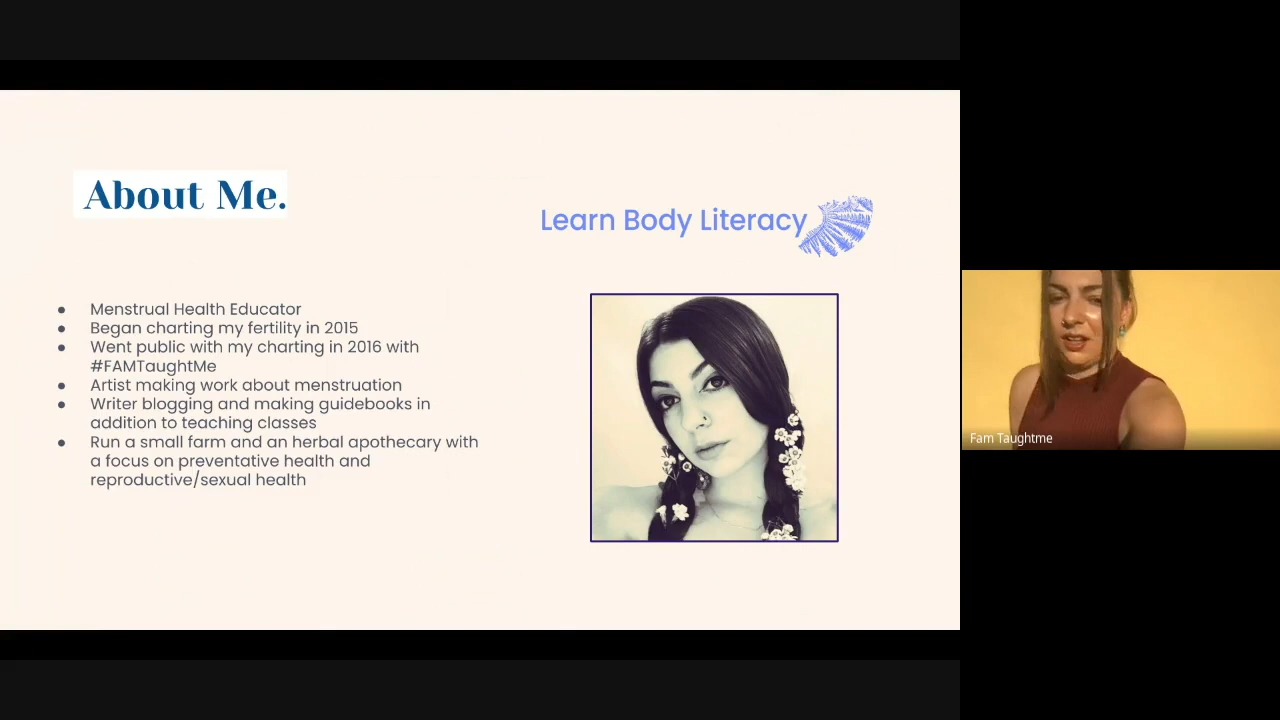 About Me.
Learn Body Literacy
● Menstrual Health Educator
● Began charting my fertility in 2015
● Went public with my charting in 2016 with
#FAMTaughtMe
● Artist making work about menstruation
● Writer blogging and making guidebooks in
addition to teaching classes
● Run a small farm and an herbal apothecary with
a focus on preventative health and
reproductive/sexual health
Fam Taughtme